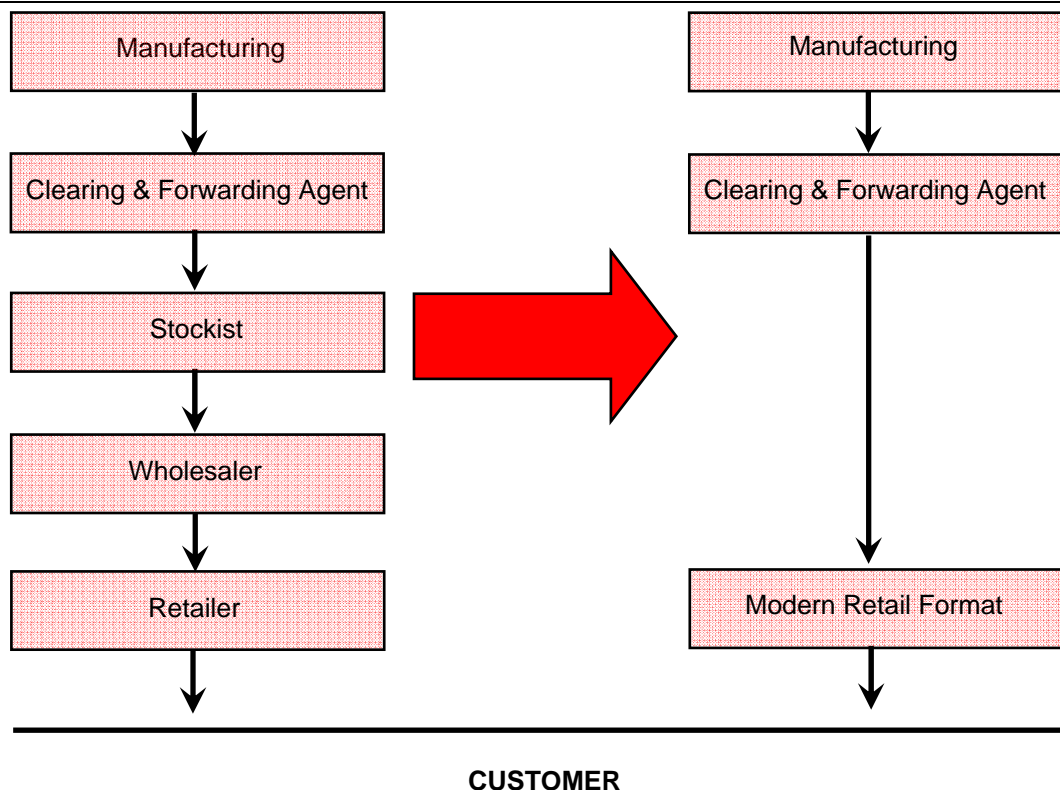 Manufacturing
Clearing & Forwarding Agent
Stockist
Wholesaler
Retailer
Manufacturing
Clearing & Forwarding Agent
Modern Retail Format
CUSTOMER